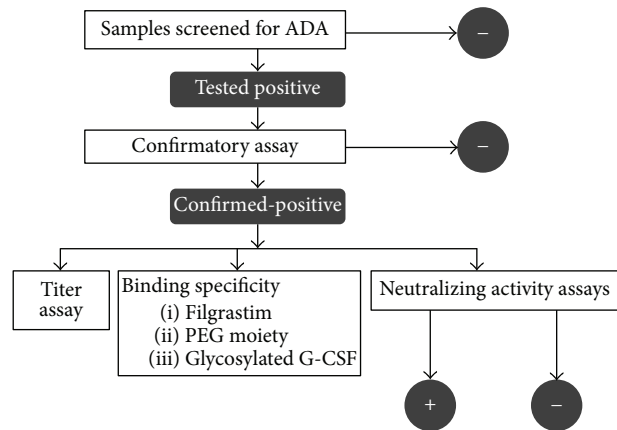 Samples screened for ADA
−
Tested positive
Confirmatory assay
−
Confirmed-positive
Titer
assay
Binding specificity
(i) Filgrastim
(ii) PEG moiety
(iii) Glycosylated G-CSF
Neutralizing activity assays
+
−